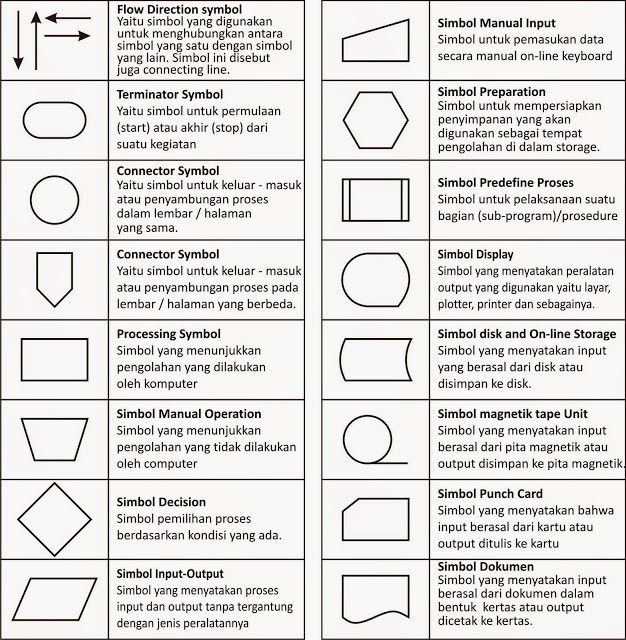 Flow Direction symbol
Yaitu simbol yang digunakan
untuk menghubungkan antara
simbol yang satu dengan simbol
yang lain. Simbol ini disebut
juga connecting line.
Terminator Symbol
Yaitu simbol untuk permulaan
(start) atau akhir (stop) dari
suatu kegiatan
Connector Symbol
Yaitu simbol untuk keluar - masuk
atau penyambungan proses
dalam lembar / halaman
yang sama.
Connector Symbol
Yaitu simbol untuk keluar - masuk
atau penyambungan proses pada
lembar / halaman yang berbeda.
Processing Symbol
Simbol yang menunjukkan
pengolahan yang dilakukan
oleh komputer
Simbol Manual Operation
Simbol yang menunjukkan
pengolahan yang tidak dilakukan
oleh computer
Simbol Decision
Simbol pemilihan proses
berdasarkan kondisi yang ada.
Simbol Input-Output
Simbol yang menyatakan proses
input dan output tanpa tergantung
dengan jenis peralatannya
Simbol Manual Input
Simbol untuk pemasukan data
secara manual on-line keyboard
Simbol Preparation
Simbol untuk mempersiapkan
penyimpanan yang akan
digunakan sebagai tempat
pengolahan di dalam storage.
Simbol Predefine Proses
Simbol untuk pelaksanaan suatu
bagian (sub-program)/prosedure
Simbol Display
Simbol yang menyatakan peralatan
output yang digunakan yaitu layar,
plotter, printer dan sebagainya.
Simbol disk and On-line Storage
Simbol yang menyatakan input
yang berasal dari disk atau
disimpan ke disk.
Simbol magnetik tape Unit
Simbol yang menyatakan input
berasal dari pita magnetik atau
output disimpan ke pita magnetik.
Simbol Punch Card
Simbol yang menyatakan bahwa
input berasal dari kartu atau
output ditulis ke kartu
Simbol Dokumen
Simbol yang menyatakan input
berasal dari dokumen dalam
bentuk kertas atau output
dicetak ke kertas.